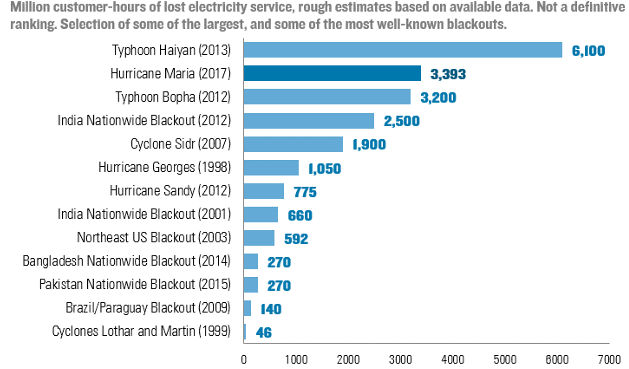 Million customer-hours of lost electricity service, rough estimates based on available data. Not a definitive
ranking. Selection of some of the largest, and some of the most well-known blackouts.
Typhoon Haiyan (2013) 6,100
Hurricane Maria (2017) 3,393
Typhoon Bopha (2012) 3,200
India Nationwide Blackout (2012) 2,500
Cyclone Sidr (2007) 1,900
Hurricane Georges (1998) 1,050
Hurricane Sandy (2012) 775
India Nationwide Blackout (2001) 660
Northeast US Blackout (2003) 592
Bangladesh Nationwide Blackout (2014) 270
Pakistan Nationwide Blackout (2015) 270
Brazil/Paraguay Blackout (2009) 140
Cyclones Lothar and Martin (1999) 46
0 1000 2000 3000 4000 5000 6000 7000